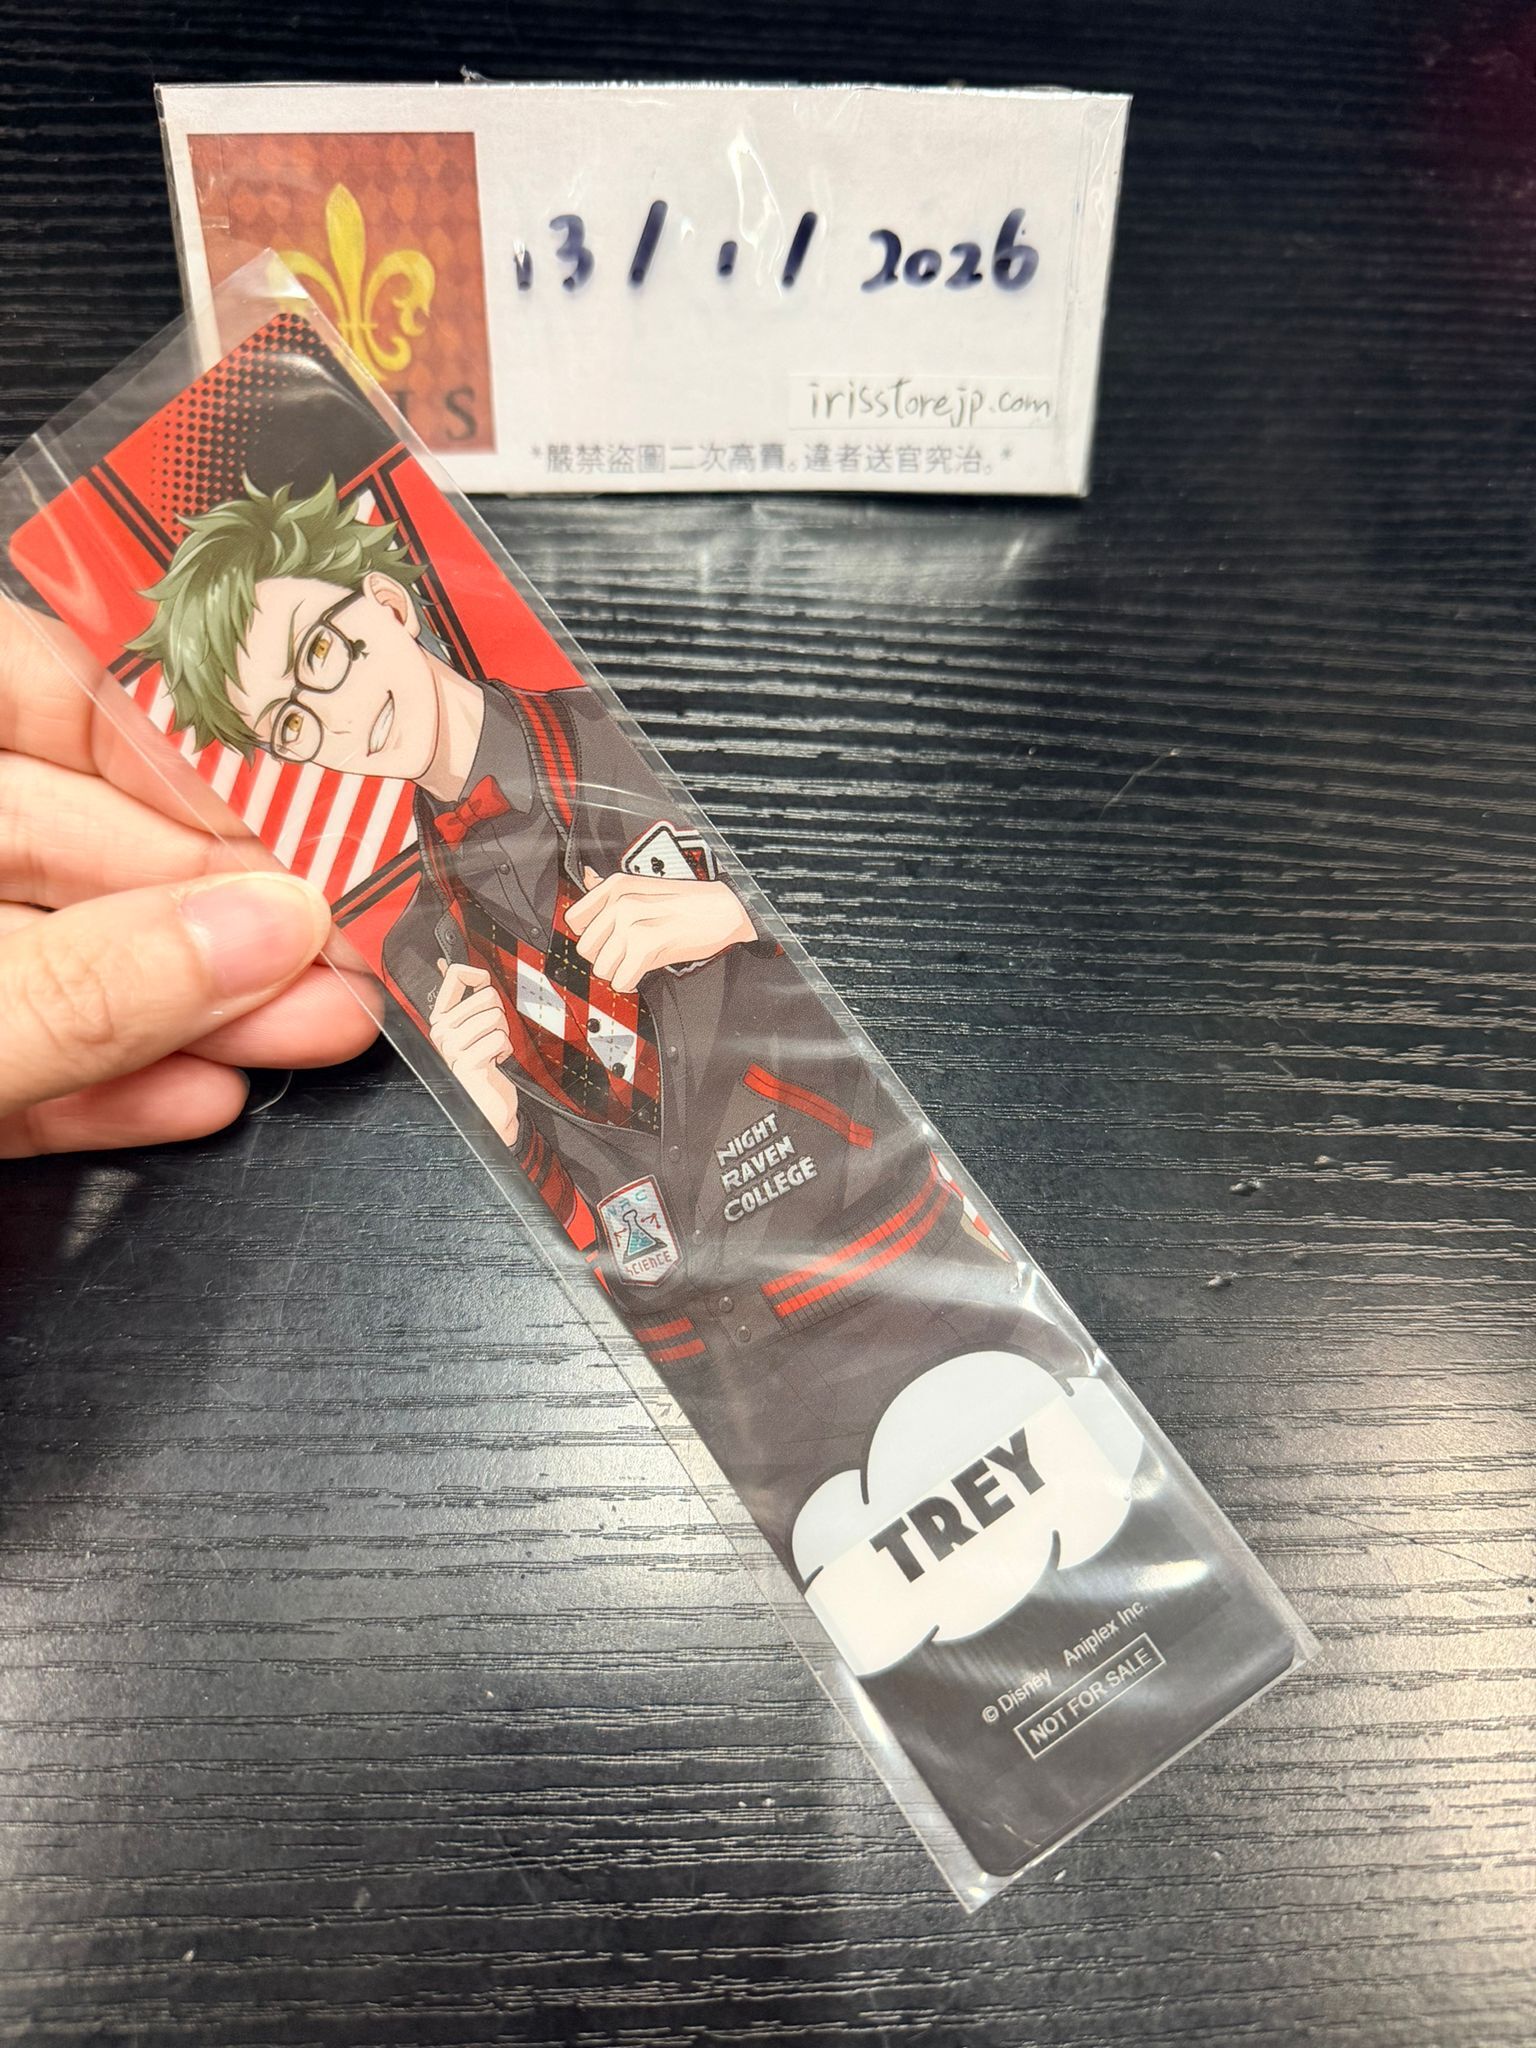 13/1/2026
IS
irisstorejp.com
*嚴禁盜圖二次高賣。違者送官究治。*
NIGHT
RAVEN
COLLEGE
SCIENCE
TREY
© Disney Aniplex Inc.
NOT FOR SALE